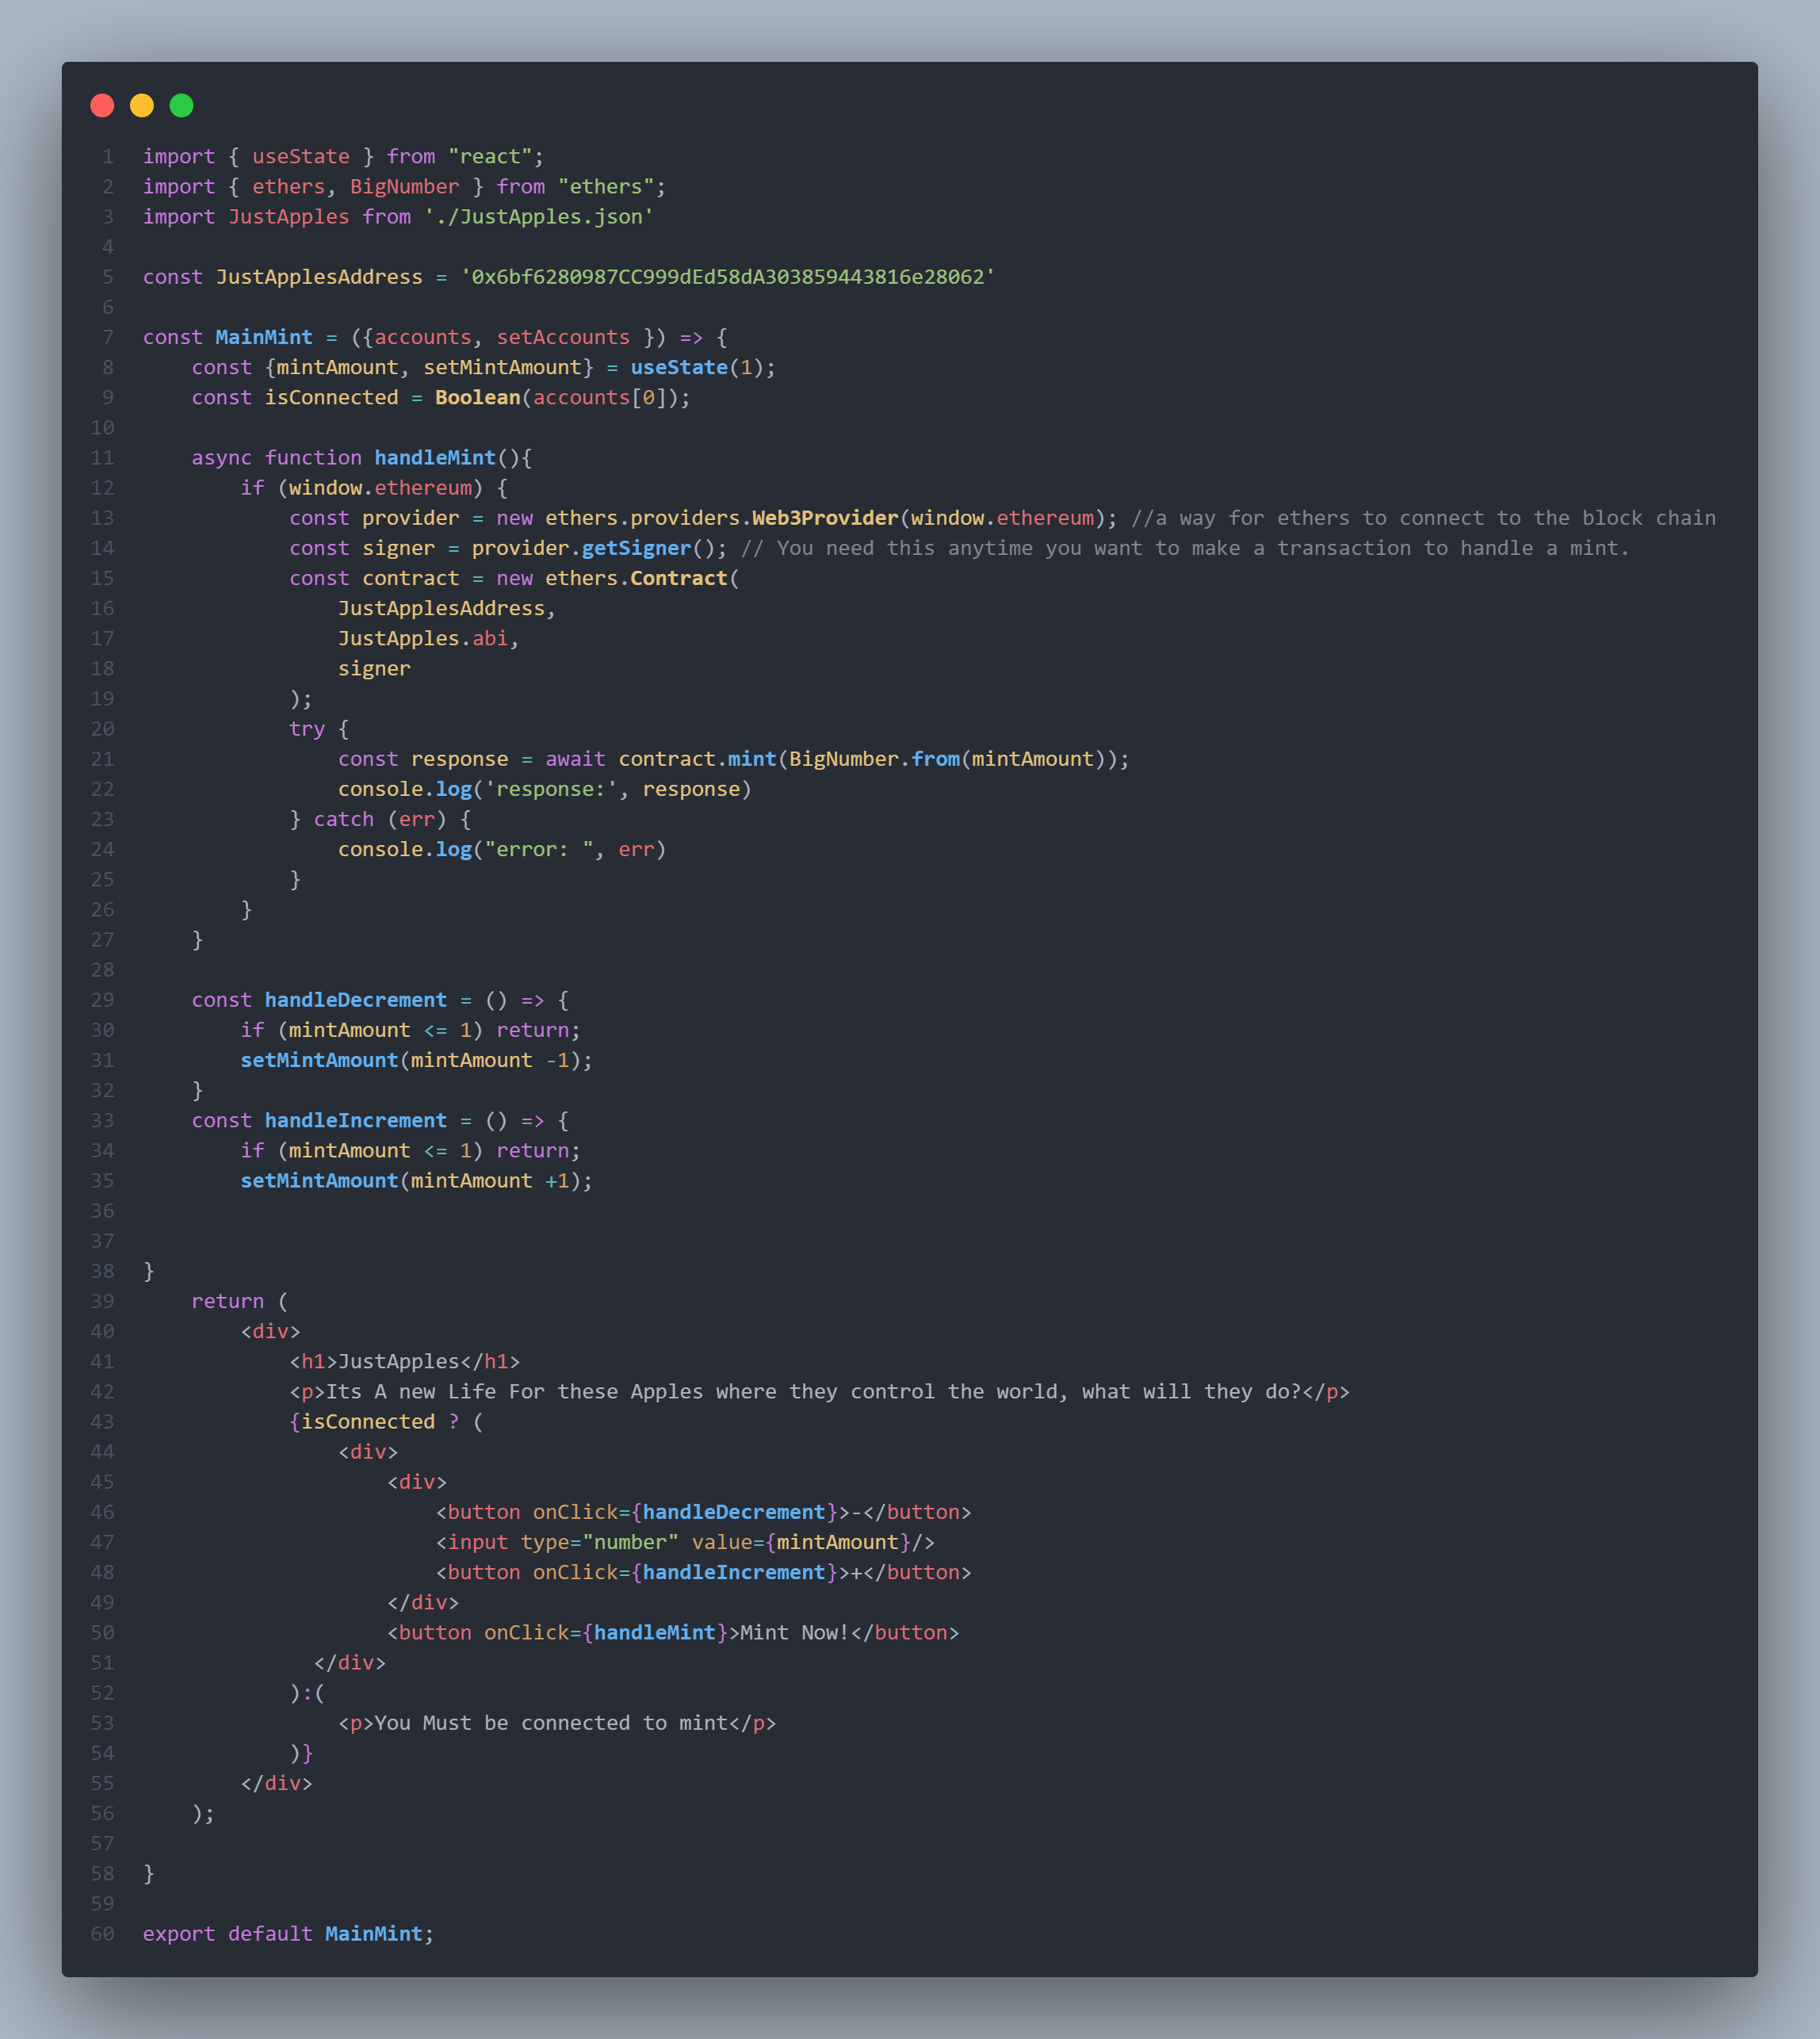 1 import { useState } from "react";
2 import { ethers, BigNumber } from "ethers";
3 import JustApples from './JustApples.json'
4
5 const JustApplesAddress = '0x6bf6280987CC999dEd58dA303859443816e28062'
6
7 const MainMint = ({accounts, setAccounts }) => {
8     const {mintAmount, setMintAmount} = useState(1);
9     const isConnected = Boolean(accounts[0]);
10
11     async function handleMint(){
12         if (window.ethereum) {
13             const provider = new ethers.providers.Web3Provider(window.ethereum); //a way for ethers to connect to the block chain
14             const signer = provider.getSigner(); // You need this anytime you want to make a transaction to handle a mint.
15             const contract = new ethers.Contract(
16                 JustApplesAddress,
17                 JustApples.abi,
18                 signer
19             );
20             try {
21                 const response = await contract.mint(BigNumber.from(mintAmount));
22                 console.log('response:', response)
23             } catch (err) {
24                 console.log("error: ", err)
25             }
26         }
27     }
28
29     const handleDecrement = () => {
30         if (mintAmount <= 1) return;
31         setMintAmount(mintAmount -1);
32     }
33     const handleIncrement = () => {
34         if (mintAmount <= 1) return;
35         setMintAmount(mintAmount +1);
36
37
38 }
39     return (
40         <div>
41             <h1>JustApples</h1>
42             <p>Its A new Life For these Apples where they control the world, what will they do?</p>
43             {isConnected ? (
44                 <div>
45                     <div>
46                         <button onClick={handleDecrement}>-</button>
47                         <input type="number" value={mintAmount}/>
48                         <button onClick={handleIncrement}>+</button>
49                     </div>
50                     <button onClick={handleMint}>Mint Now!</button>
51               </div>
52             ):(
53                 <p>You Must be connected to mint</p>
54             )}
55         </div>
56     );
57
58 }
59
60 export default MainMint;